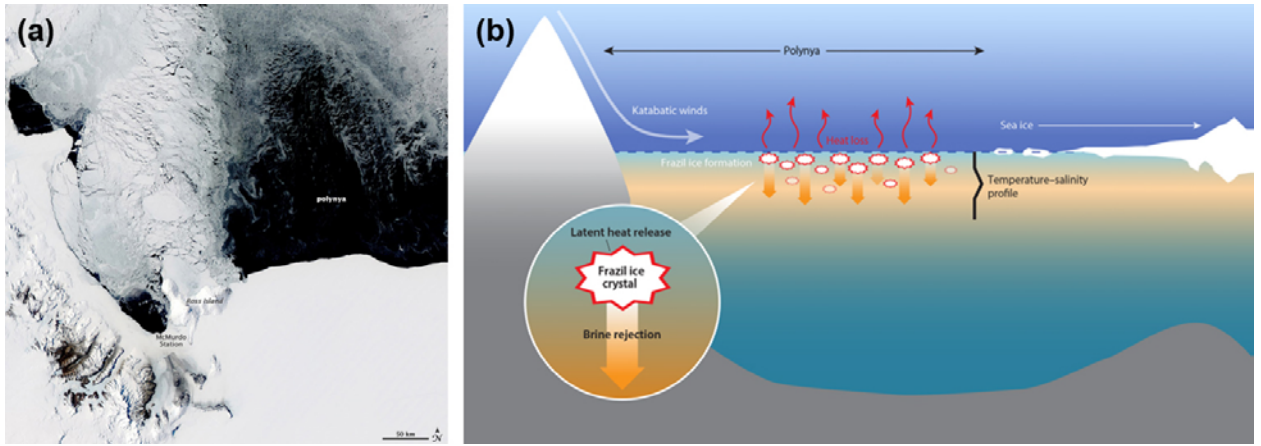 (a)
polynya
Ross Island
McMurdo
Station
50 km
N
(b)
Polynya
Katabatic winds
Sea ice
Heat loss
Frazil ice formation
Temperature–salinity
profile
Latent heat release
Frazil ice
crystal
Brine rejection